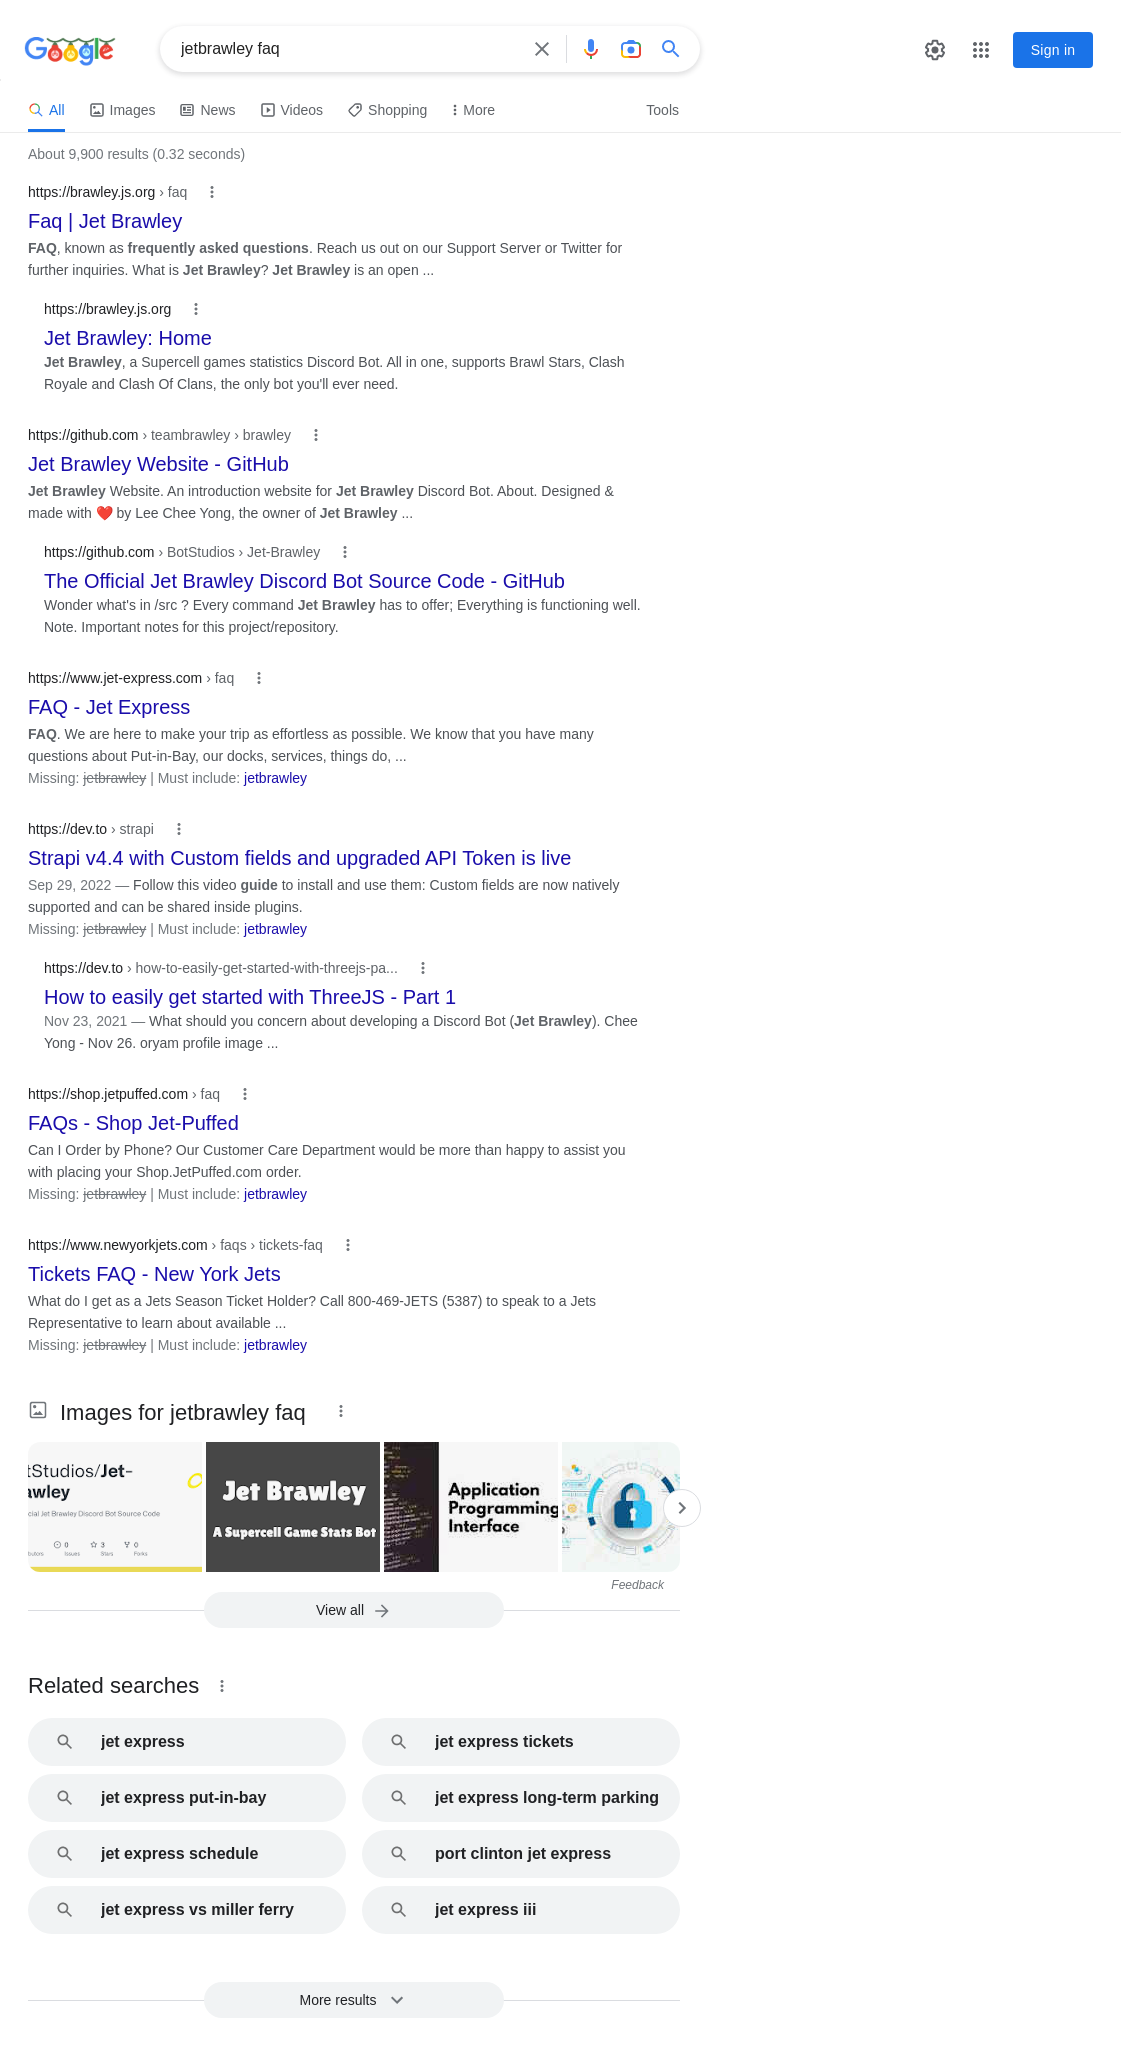 Google
jetbrawley faq
Sign in
All
Images
News
Videos
Shopping
More
Tools
About 9,900 results (0.32 seconds)
https://brawley.js.org › faq
Faq | Jet Brawley
FAQ, known as frequently asked questions. Reach us out on our Support Server or Twitter for
further inquiries. What is Jet Brawley? Jet Brawley is an open ...
https://brawley.js.org
Jet Brawley: Home
Jet Brawley, a Supercell games statistics Discord Bot. All in one, supports Brawl Stars, Clash
Royale and Clash Of Clans, the only bot you'll ever need.
https://github.com › teambrawley › brawley
Jet Brawley Website - GitHub
Jet Brawley Website. An introduction website for Jet Brawley Discord Bot. About. Designed &
made with ❤️ by Lee Chee Yong, the owner of Jet Brawley ...
https://github.com › BotStudios › Jet-Brawley
The Official Jet Brawley Discord Bot Source Code - GitHub
Wonder what's in /src ? Every command Jet Brawley has to offer; Everything is functioning well.
Note. Important notes for this project/repository.
https://www.jet-express.com › faq
FAQ - Jet Express
FAQ. We are here to make your trip as effortless as possible. We know that you have many
questions about Put-in-Bay, our docks, services, things do, ...
Missing: jetbrawley | Must include: jetbrawley
https://dev.to › strapi
Strapi v4.4 with Custom fields and upgraded API Token is live
Sep 29, 2022 — Follow this video guide to install and use them: Custom fields are now natively
supported and can be shared inside plugins.
Missing: jetbrawley | Must include: jetbrawley
https://dev.to › how-to-easily-get-started-with-threejs-pa...
How to easily get started with ThreeJS - Part 1
Nov 23, 2021 — What should you concern about developing a Discord Bot (Jet Brawley). Chee
Yong - Nov 26. oryam profile image ...
https://shop.jetpuffed.com › faq
FAQs - Shop Jet-Puffed
Can I Order by Phone? Our Customer Care Department would be more than happy to assist you
with placing your Shop.JetPuffed.com order.
Missing: jetbrawley | Must include: jetbrawley
https://www.newyorkjets.com › faqs › tickets-faq
Tickets FAQ - New York Jets
What do I get as a Jets Season Ticket Holder? Call 800-469-JETS (5387) to speak to a Jets
Representative to learn about available ...
Missing: jetbrawley | Must include: jetbrawley
Images for jetbrawley faq
tStudios/Jet-
awley
cial Jet Brawley Discord Bot Source Code
0 3 0
Issues Stars Forks
Jet Brawley
A Supercell Game Stats Bot
Application
Programming
Interface
Feedback
View all
Related searches
jet express
jet express tickets
jet express put-in-bay
jet express long-term parking
jet express schedule
port clinton jet express
jet express vs miller ferry
jet express iii
More results